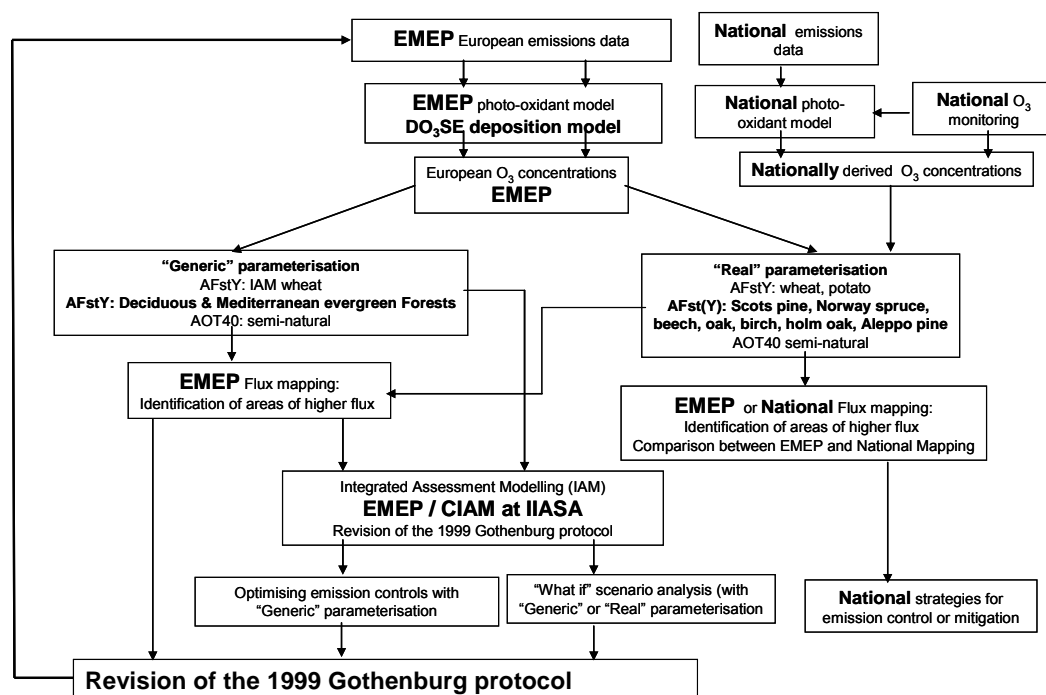 EMEP European emissions data
National emissions
data
EMEP photo-oxidant model
DO₃SE deposition model
National photo-
oxidant model
National O₃
monitoring
European O₃ concentrations
EMEP
Nationally derived O₃ concentrations
“Generic” parameterisation
AFstY: IAM wheat
AFstY: Deciduous & Mediterranean evergreen Forests
AOT40: semi-natural
“Real” parameterisation
AFstY: wheat, potato
AFst(Y): Scots pine, Norway spruce,
beech, oak, birch, holm oak, Aleppo pine
AOT40 semi-natural
EMEP Flux mapping:
Identification of areas of higher flux
EMEP or National Flux mapping:
Identification of areas of higher flux
Comparison between EMEP and National Mapping
Integrated Assessment Modelling (IAM)
EMEP / CIAM at IIASA
Revision of the 1999 Gothenburg protocol
Optimising emission controls with
“Generic” parameterisation
“What if” scenario analysis (with
“Generic” or “Real” parameterisation
National strategies for
emission control or mitigation
Revision of the 1999 Gothenburg protocol